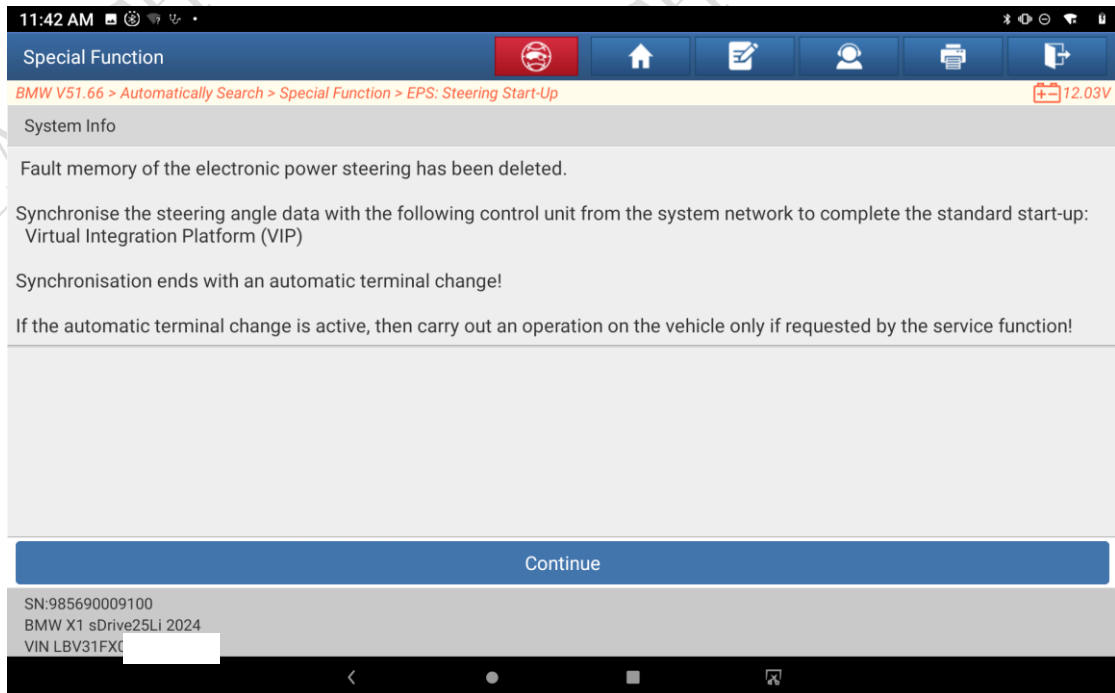 11:42 AM
Special Function
BMW V51.66 > Automatically Search > Special Function > EPS: Steering Start-Up
12.03V
System Info
Fault memory of the electronic power steering has been deleted.
Synchronise the steering angle data with the following control unit from the system network to complete the standard start-up:
Virtual Integration Platform (VIP)
Synchronisation ends with an automatic terminal change!
If the automatic terminal change is active, then carry out an operation on the vehicle only if requested by the service function!
Continue
SN:985690009100
BMW X1 sDrive25Li 2024
VIN LBV31FX